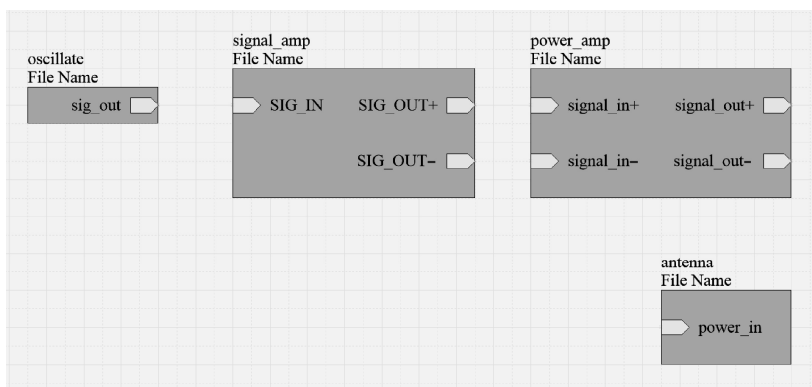 oscillate
File Name
sig_out
signal_amp
File Name
SIG_IN SIG_OUT+
SIG_OUT-
power_amp
File Name
signal_in+ signal_out+
signal_in- signal_out-
antenna
File Name
power_in